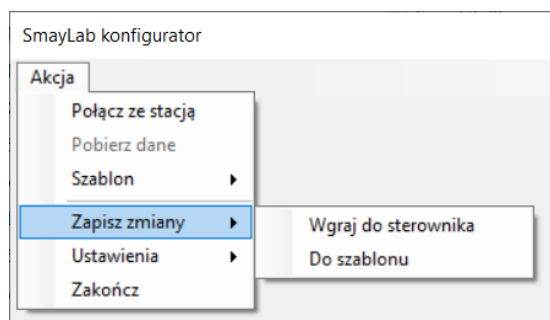 SmayLab konfigurator
Akcja
Połącz ze stacją
Pobierz dane
Szablon
Zapisz zmiany
Wgraj do sterownika
Ustawienia
Do szablonu
Zakończ